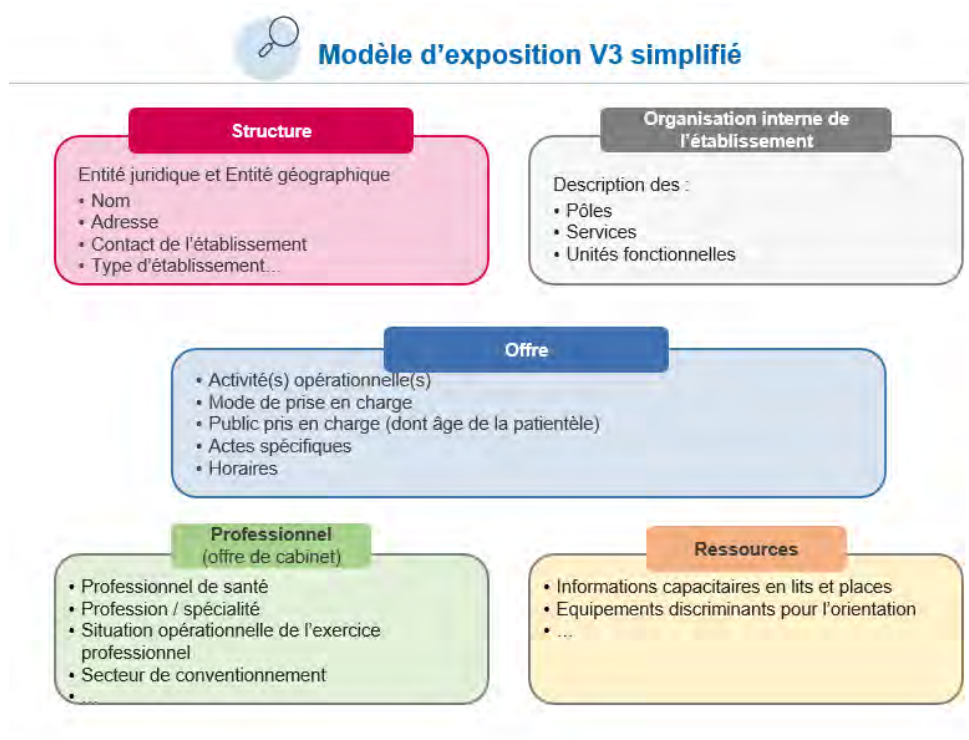 Modèle d'exposition V3 simplifié
Structure
Entité juridique et Entité géographique
• Nom
• Adresse
• Contact de l'établissement
• Type d'établissement...
Organisation interne de
l'établissement
Description des :
• Pôles
• Services
• Unités fonctionnelles
Offre
• Activité(s) opérationnelle(s)
• Mode de prise en charge
• Public pris en charge (dont âge de la patientèle)
• Actes spécifiques
• Horaires
Professionnel
(offre de cabinet)
• Professionnel de santé
• Profession / spécialité
• Situation opérationnelle de l'exercice
professionnel
• Secteur de conventionnement
• ...
Ressources
• Informations capacitaires en lits et places
• Equipements discriminants pour l'orientation
• ...